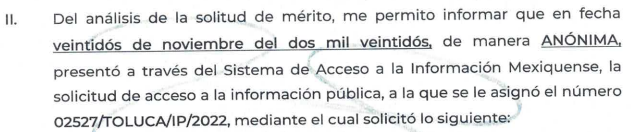 II. Del análisis de la solitud de mérito, me permito informar que en fecha
veintidós de noviembre del dos mil veintidós, de manera ANÓNIMA,
presentó a través del Sistema de Acceso a la Información Mexiquense, la
solicitud de acceso a la información pública, a la que se le asignó el número
02527/TOLUCA/IP/2022, mediante el cual solicitó lo siguiente: